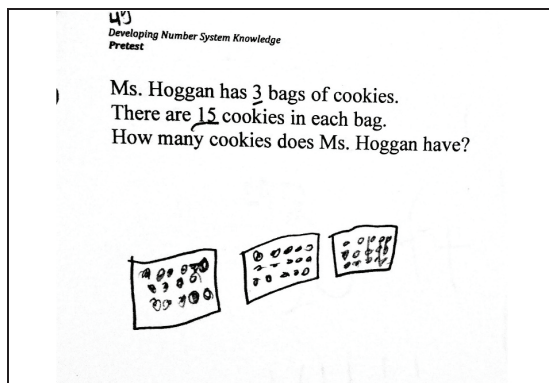 Developing Number System Knowledge
Pretest
Ms. Hoggan has 3 bags of cookies.
There are 15 cookies in each bag.
How many cookies does Ms. Hoggan have?